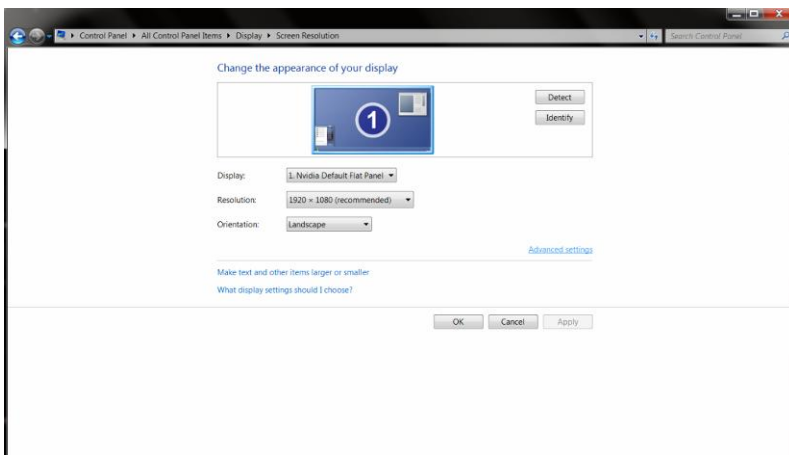 Control Panel ▸ All Control Panel Items ▸ Display ▸ Screen Resolution
Search Control Panel
Change the appearance of your display
1
Detect
Identify
Display: 1. Nvidia Default Flat Panel
Resolution: 1920 × 1080 (recommended)
Orientation: Landscape
Advanced settings
Make text and other items larger or smaller
What display settings should I choose?
OK Cancel Apply